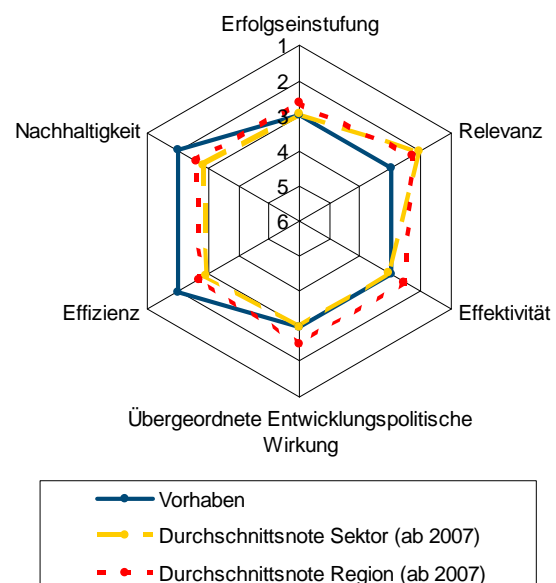 Erfolgseinstufung
1
2
3
4
5
6
Nachhaltigkeit
Relevanz
Effizienz
Effektivität
Übergeordnete Entwicklungspolitische
Wirkung
Vorhaben
Durchschnittsnote Sektor (ab 2007)
Durchschnittsnote Region (ab 2007)